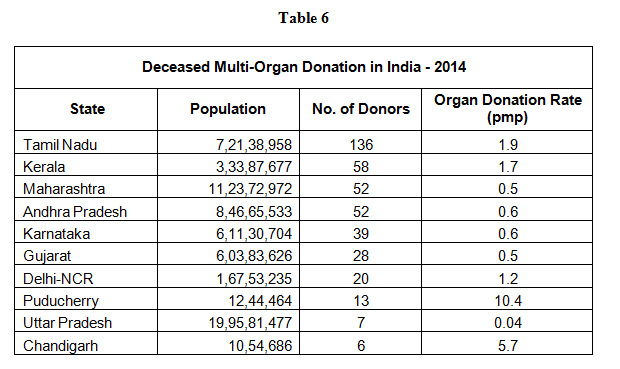 Table 6
Deceased Multi-Organ Donation in India - 2014
State Population No. of Donors Organ Donation Rate (pmp)
Tamil Nadu 7,21,38,958 136 1.9
Kerala 3,33,87,677 58 1.7
Maharashtra 11,23,72,972 52 0.5
Andhra Pradesh 8,46,65,533 52 0.6
Karnataka 6,11,30,704 39 0.6
Gujarat 6,03,83,626 28 0.5
Delhi-NCR 1,67,53,235 20 1.2
Puducherry 12,44,464 13 10.4
Uttar Pradesh 19,95,81,477 7 0.04
Chandigarh 10,54,686 6 5.7